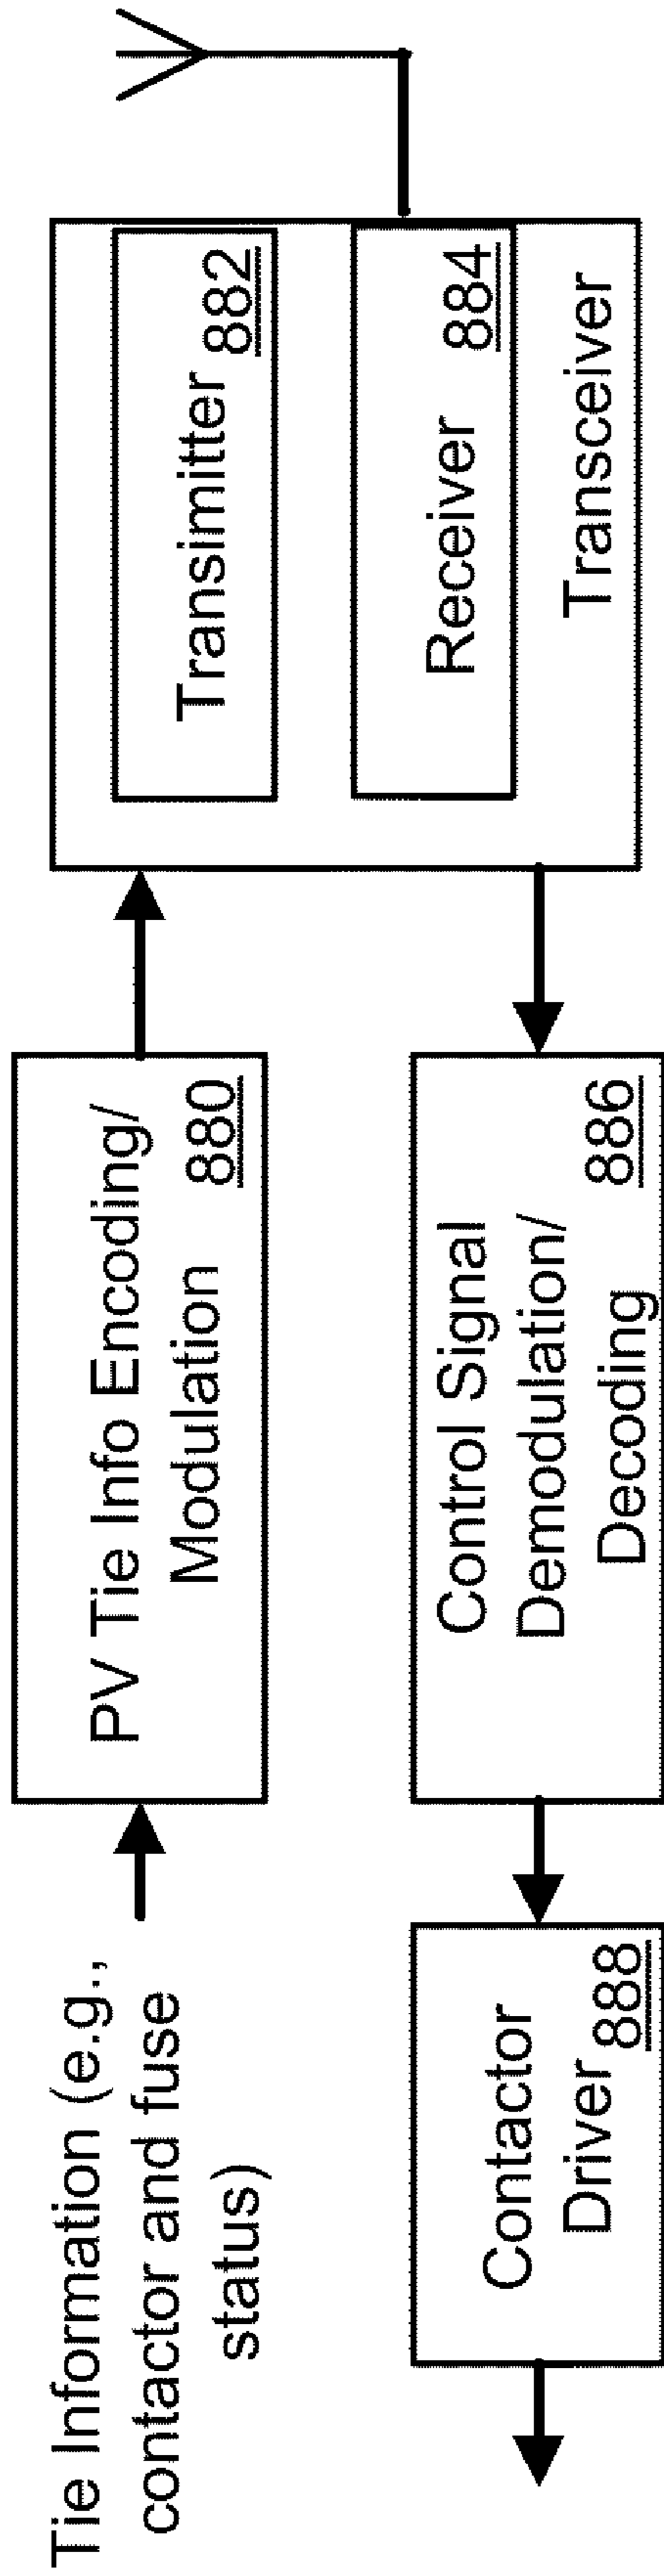 Tie Information (e.g.,
contactor and fuse
status)
PV Tie Info Encoding/
Modulation
880
Transimitter
882
Receiver
884
Transceiver
Control Signal
Demodulation/
Decoding
886
Contactor
Driver
888